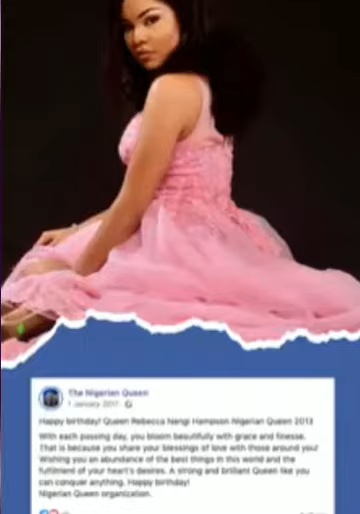 The Nigerian Queen
1 January 2017
Happy birthday! Queen Rebecca Nengi Hampson Nigerian Queen 2013
With each passing day, you bloom beautifully with grace and finesse.
That is because you share your blessings of love with those around you!
Wishing you an abundance of the best things in this world and the
fulfilment of your heart's desires. A strong and brilliant Queen like you
can conquer anything. Happy birthday!
Nigerian Queen organization.